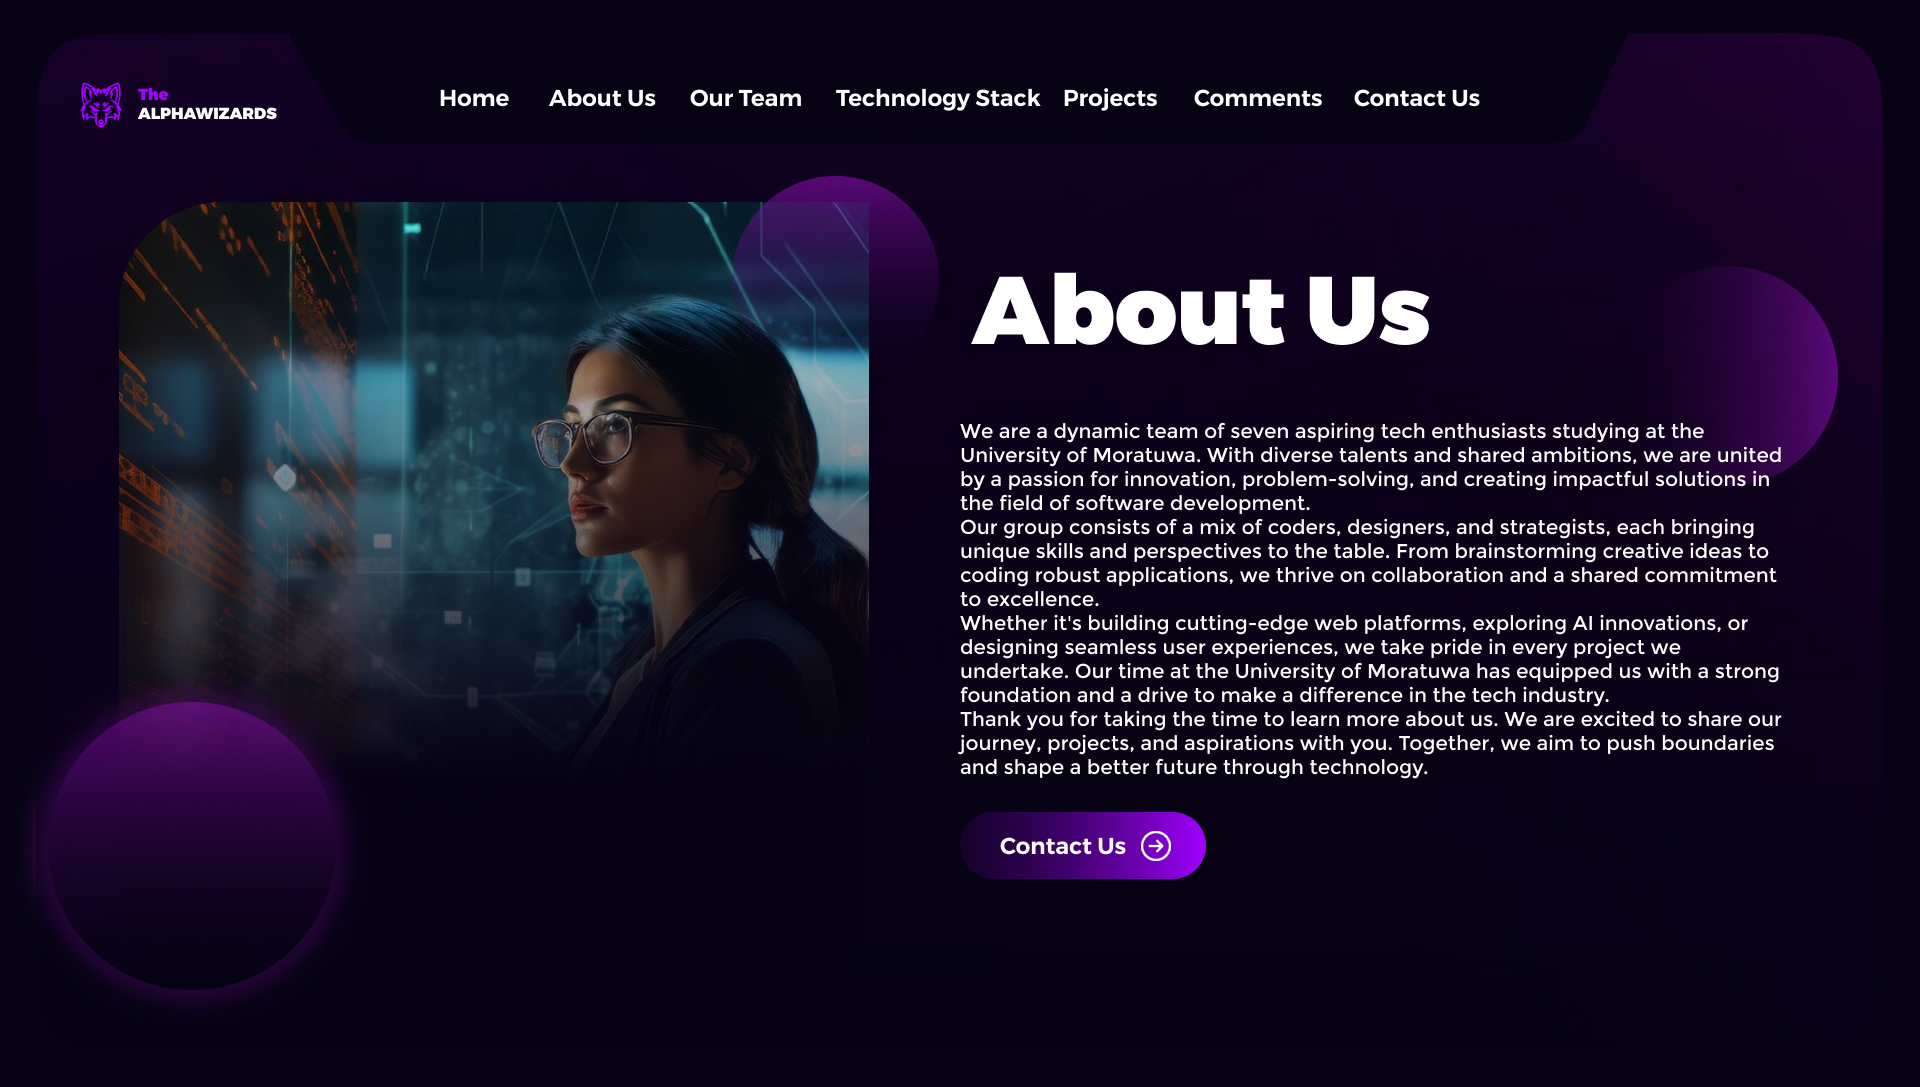 The
ALPHAWIZARDS
Home About Us Our Team Technology Stack Projects Comments Contact Us
About Us
We are a dynamic team of seven aspiring tech enthusiasts studying at the
University of Moratuwa. With diverse talents and shared ambitions, we are united
by a passion for innovation, problem-solving, and creating impactful solutions in
the field of software development.
Our group consists of a mix of coders, designers, and strategists, each bringing
unique skills and perspectives to the table. From brainstorming creative ideas to
coding robust applications, we thrive on collaboration and a shared commitment
to excellence.
Whether it's building cutting-edge web platforms, exploring AI innovations, or
designing seamless user experiences, we take pride in every project we
undertake. Our time at the University of Moratuwa has equipped us with a strong
foundation and a drive to make a difference in the tech industry.
Thank you for taking the time to learn more about us. We are excited to share our
journey, projects, and aspirations with you. Together, we aim to push boundaries
and shape a better future through technology.
Contact Us